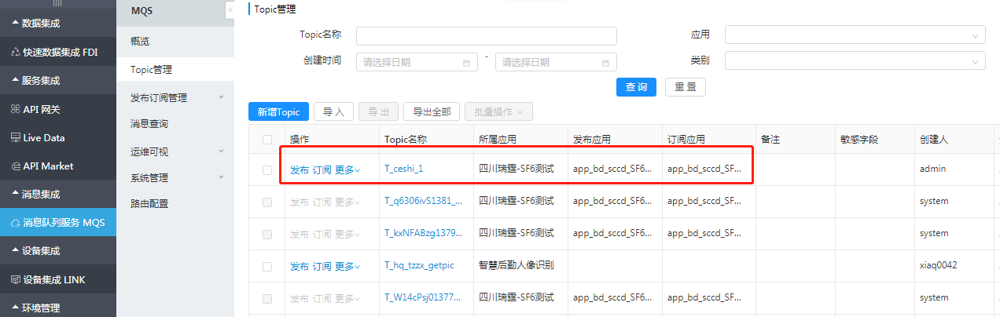 数据集成
快速数据集成 FDI
服务集成
API 网关
Live Data
API Market
消息集成
消息队列服务 MQS
设备集成
设备集成 LINK
环境管理
MQS
概览
Topic管理
发布订阅管理
消息查询
运维可视
系统管理
路由配置
Topic管理
Topic名称
应用
创建时间 请选择日期 - 请选择日期
类别
查 询 重 置
新增Topic 导 入 导 出 导出全部 批量操作
操作 Topic名称 所属应用 发布应用 订阅应用 备注 敏感字段 创建人
发布 订阅 更多 T_ceshi_1 四川瑞霆-SF6测试 app_bd_sccd_SF6... app_bd_sccd_SF... admin
发布 订阅 更多 T_q6306ivS1381_... 四川瑞霆-SF6测试 app_bd_sccd_SF6... app_bd_sccd_SF... system
发布 订阅 更多 T_kxNFABzg1379... 四川瑞霆-SF6测试 app_bd_sccd_SF6... app_bd_sccd_SF... system
发布 订阅 更多 T_hq_tzzx_getpic 智慧后勤人像识别 xiaq0042
发布 订阅 更多 T_W14cPsj01377... 四川瑞霆-SF6测试 app_bd_sccd_SF6... app_bd_sccd_SF... system